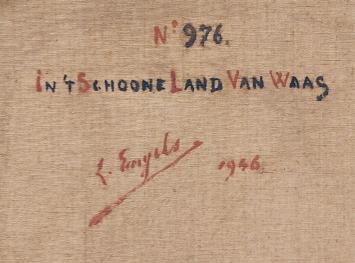 N° 976.
IN 'T SCHOONE LAND VAN WAAS
L. Engels 1946